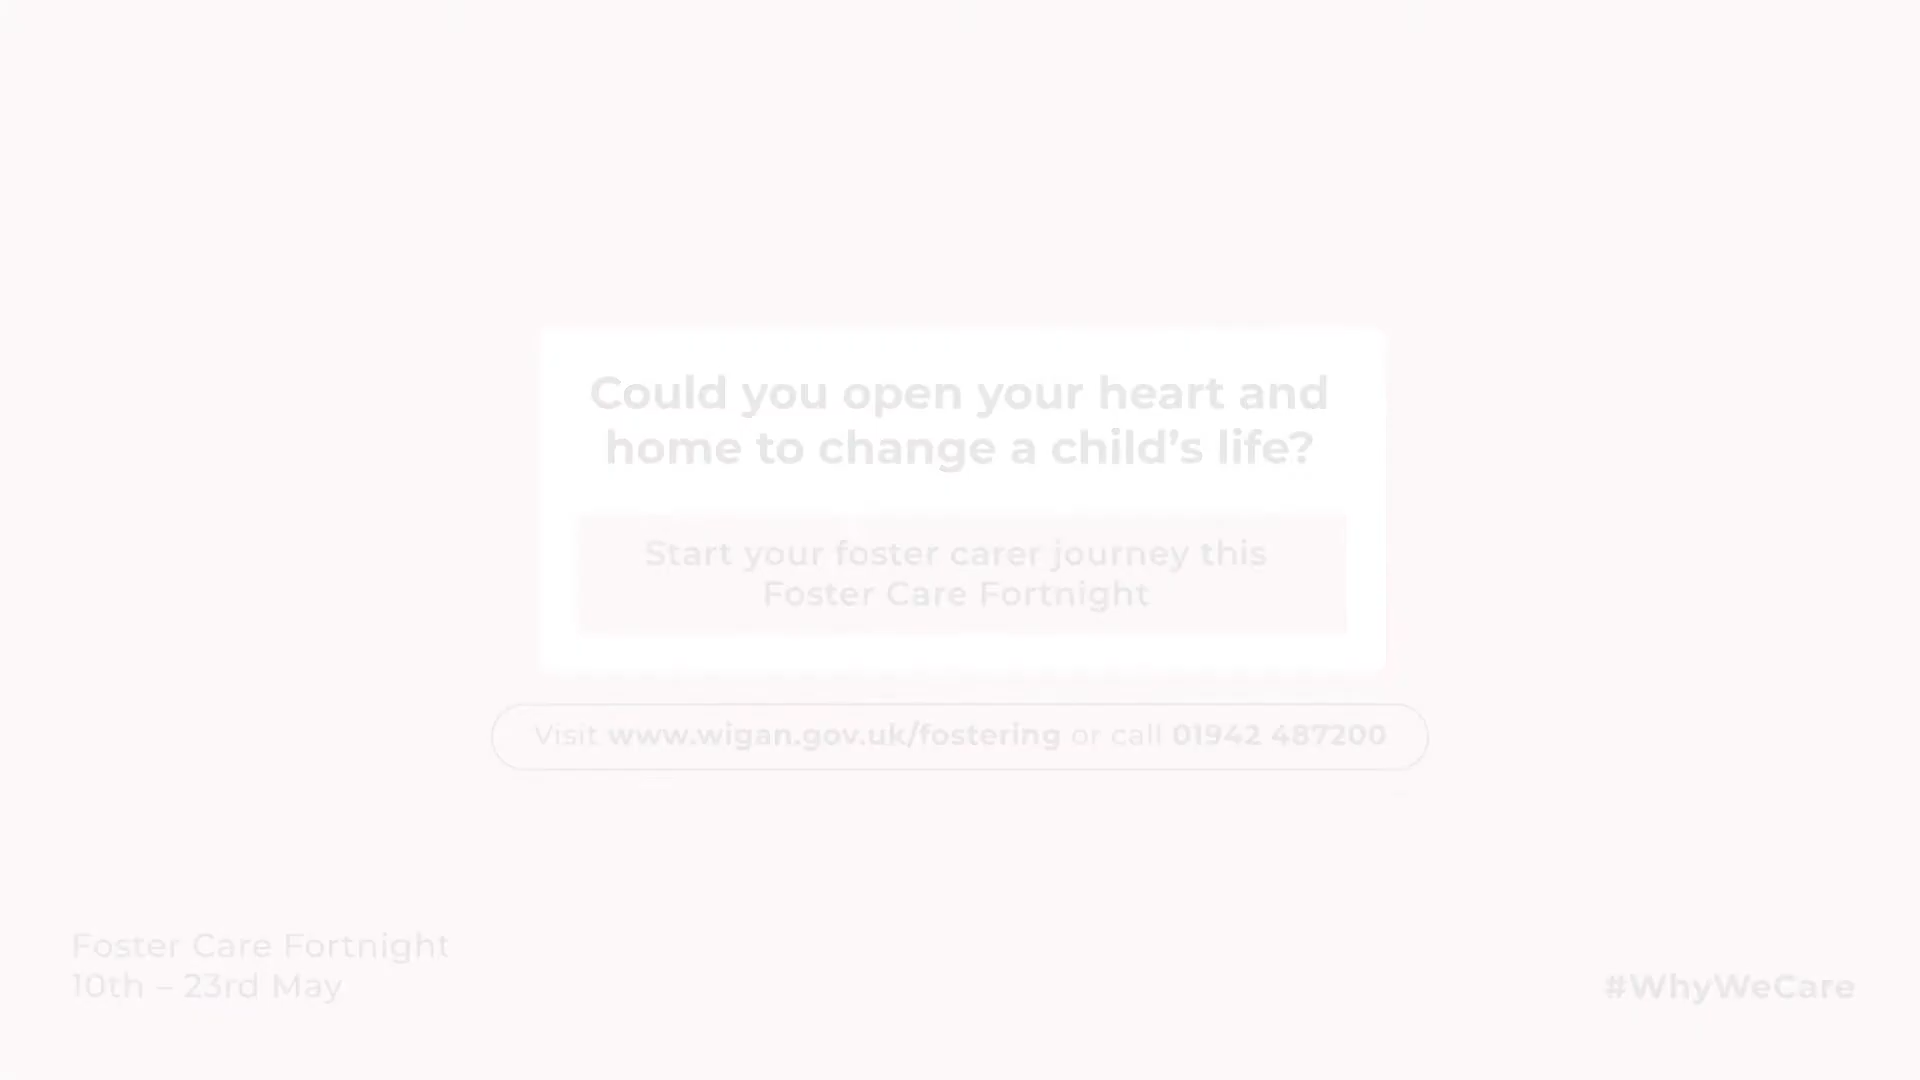 Could you open your heart and
home to change a child’s life?
Start your foster carer journey this
Foster Care Fortnight
Visit www.wigan.gov.uk/fostering or call 01942 487200
Foster Care Fortnight
10th – 23rd May
#WhyWeCare